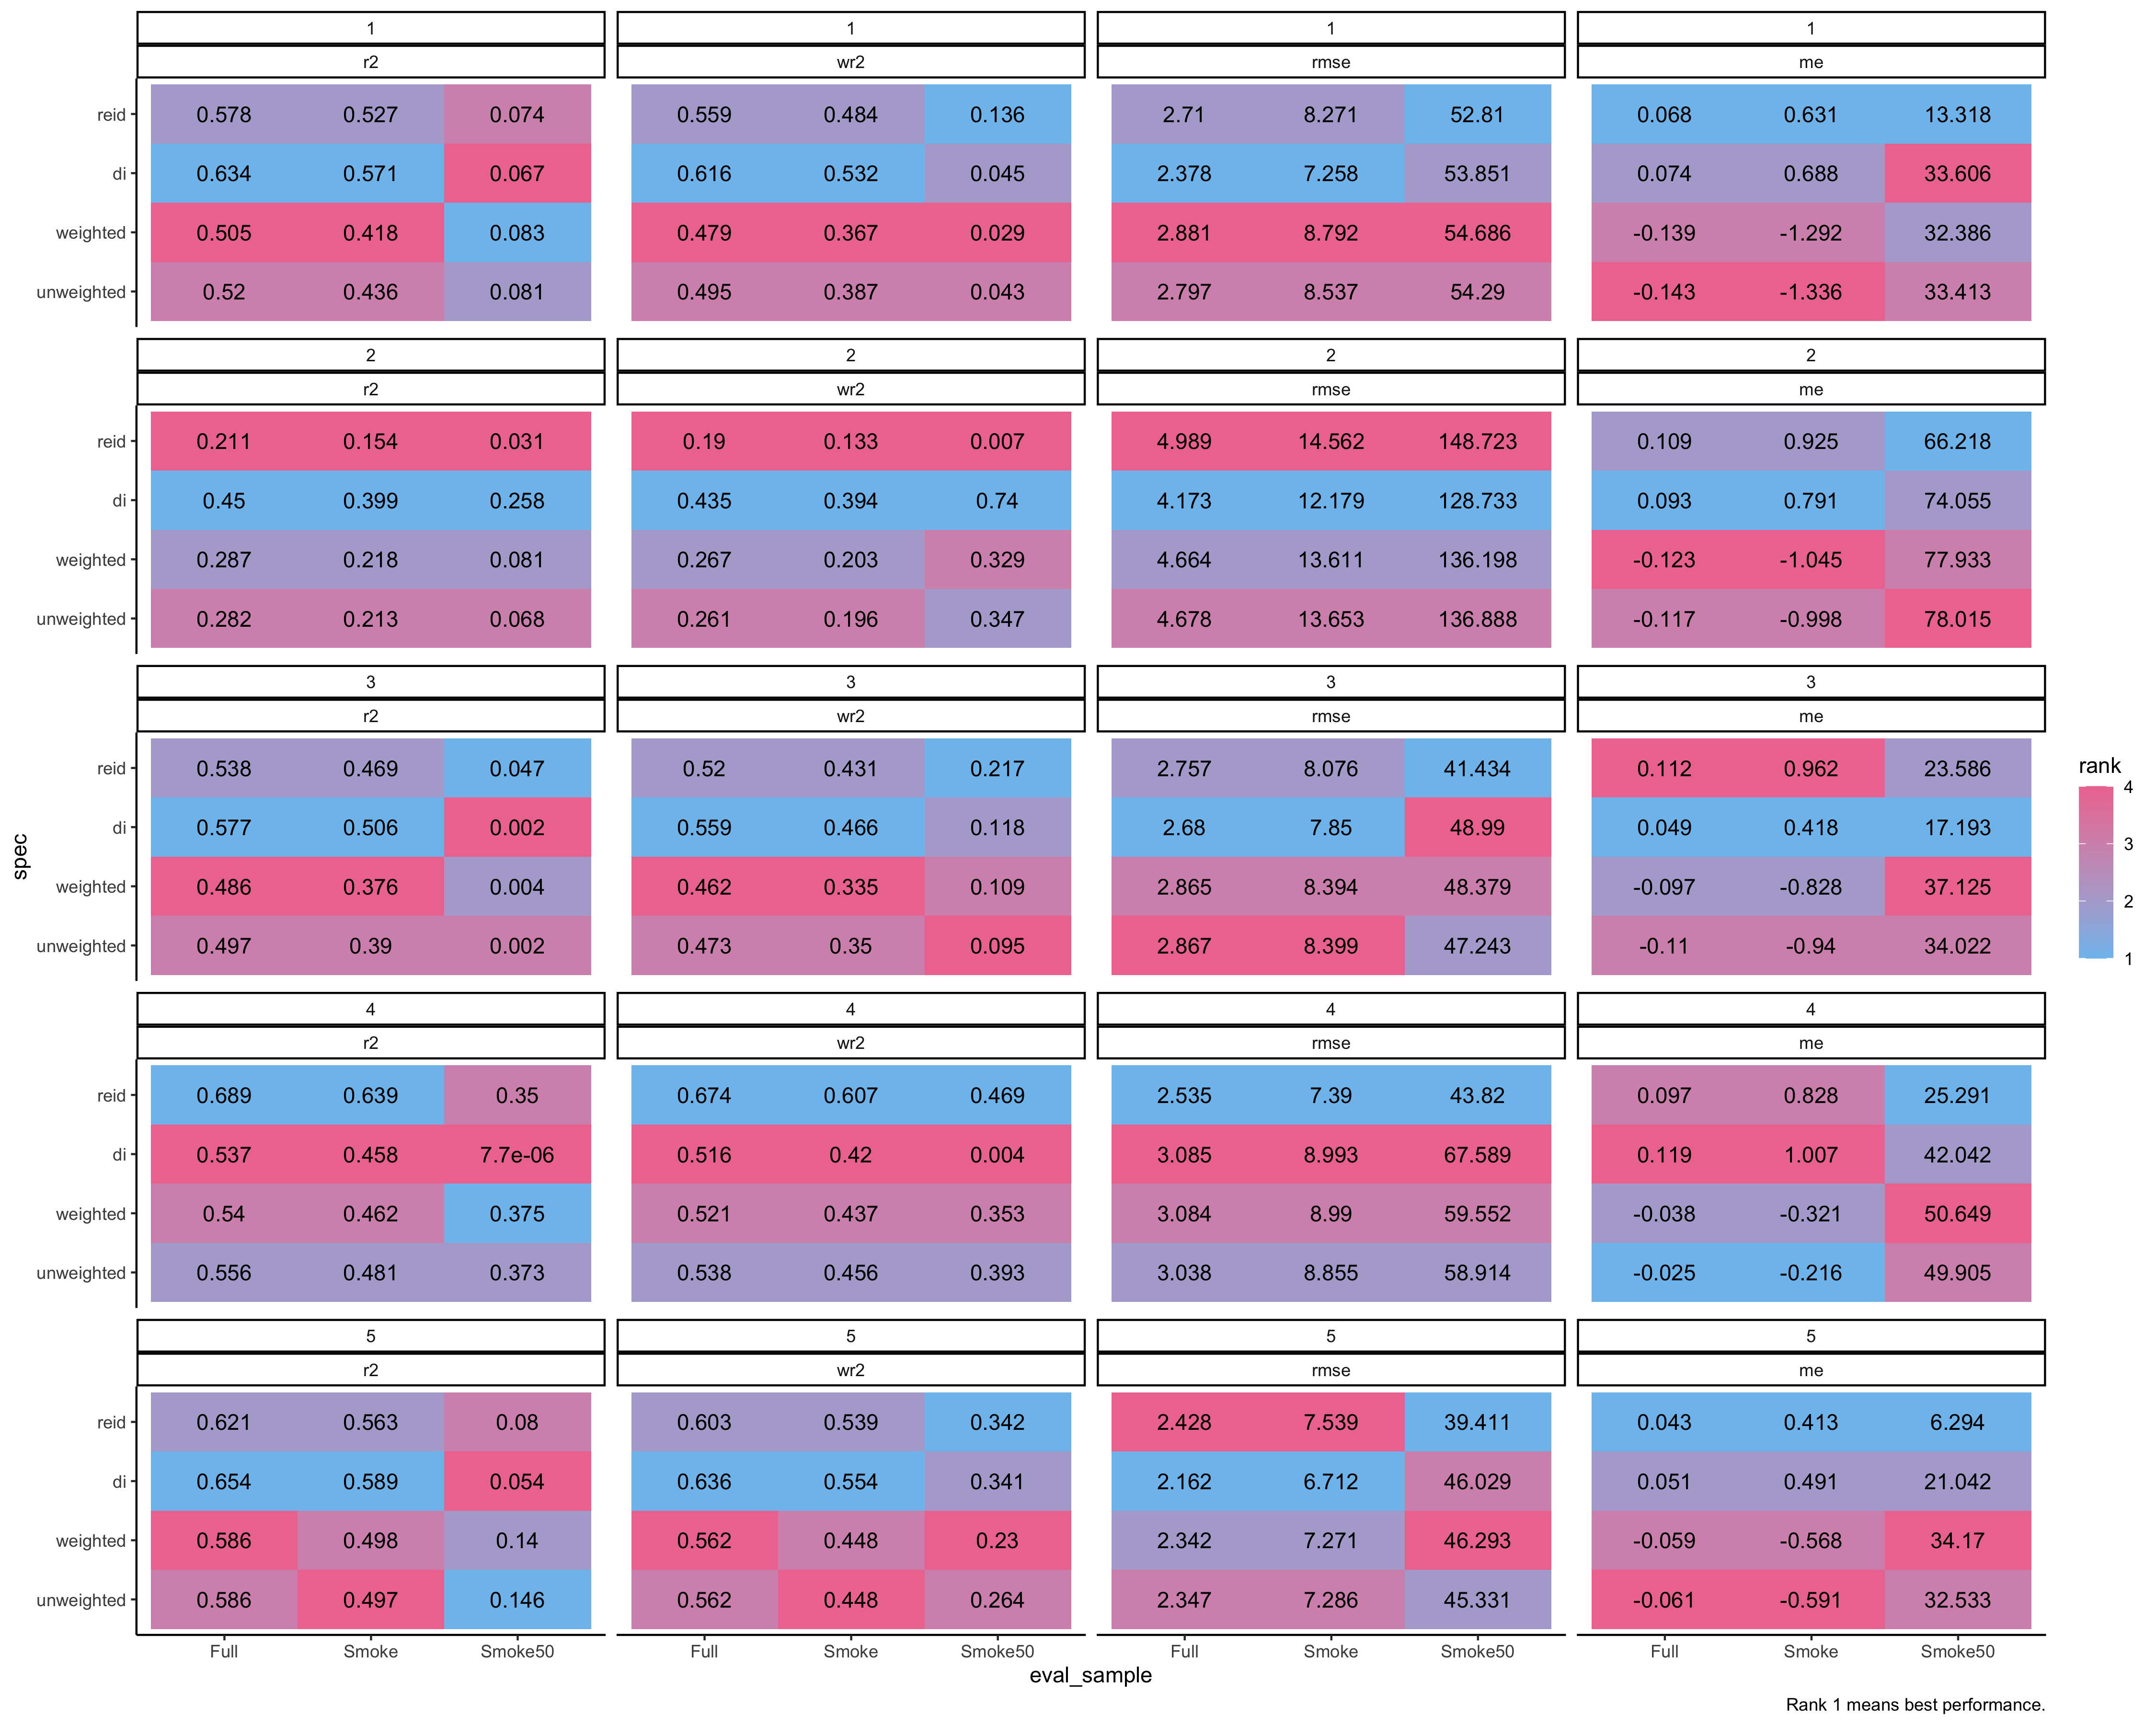 1 1 1 1
r2 wr2 rmse me
reid 0.578 0.527 0.074 0.559 0.484 0.136 2.71 8.271 52.81 0.068 0.631 13.318
di 0.634 0.571 0.067 0.616 0.532 0.045 2.378 7.258 53.851 0.074 0.688 33.606
weighted 0.505 0.418 0.083 0.479 0.367 0.029 2.881 8.792 54.686 -0.139 -1.292 32.386
unweighted 0.52 0.436 0.081 0.495 0.387 0.043 2.797 8.537 54.29 -0.143 -1.336 33.413
2 2 2 2
r2 wr2 rmse me
reid 0.211 0.154 0.031 0.19 0.133 0.007 4.989 14.562 148.723 0.109 0.925 66.218
di 0.45 0.399 0.258 0.435 0.394 0.74 4.173 12.179 128.733 0.093 0.791 74.055
weighted 0.287 0.218 0.081 0.267 0.203 0.329 4.664 13.611 136.198 -0.123 -1.045 77.933
unweighted 0.282 0.213 0.068 0.261 0.196 0.347 4.678 13.653 136.888 -0.117 -0.998 78.015
3 3 3 3
r2 wr2 rmse me
reid 0.538 0.469 0.047 0.52 0.431 0.217 2.757 8.076 41.434 0.112 0.962 23.586
di 0.577 0.506 0.002 0.559 0.466 0.118 2.68 7.85 48.99 0.049 0.418 17.193
weighted 0.486 0.376 0.004 0.462 0.335 0.109 2.865 8.394 48.379 -0.097 -0.828 37.125
unweighted 0.497 0.39 0.002 0.473 0.35 0.095 2.867 8.399 47.243 -0.11 -0.94 34.022
4 4 4 4
r2 wr2 rmse me
reid 0.689 0.639 0.35 0.674 0.607 0.469 2.535 7.39 43.82 0.097 0.828 25.291
di 0.537 0.458 7.7e-06 0.516 0.42 0.004 3.085 8.993 67.589 0.119 1.007 42.042
weighted 0.54 0.462 0.375 0.521 0.437 0.353 3.084 8.99 59.552 -0.038 -0.321 50.649
unweighted 0.556 0.481 0.373 0.538 0.456 0.393 3.038 8.855 58.914 -0.025 -0.216 49.905
5 5 5 5
r2 wr2 rmse me
reid 0.621 0.563 0.08 0.603 0.539 0.342 2.428 7.539 39.411 0.043 0.413 6.294
di 0.654 0.589 0.054 0.636 0.554 0.341 2.162 6.712 46.029 0.051 0.491 21.042
weighted 0.586 0.498 0.14 0.562 0.448 0.23 2.342 7.271 46.293 -0.059 -0.568 34.17
unweighted 0.586 0.497 0.146 0.562 0.448 0.264 2.347 7.286 45.331 -0.061 -0.591 32.533
Full Smoke Smoke50 Full Smoke Smoke50 Full Smoke Smoke50 Full Smoke Smoke50
eval_sample
spec
rank
4
3
2
1
Rank 1 means best performance.